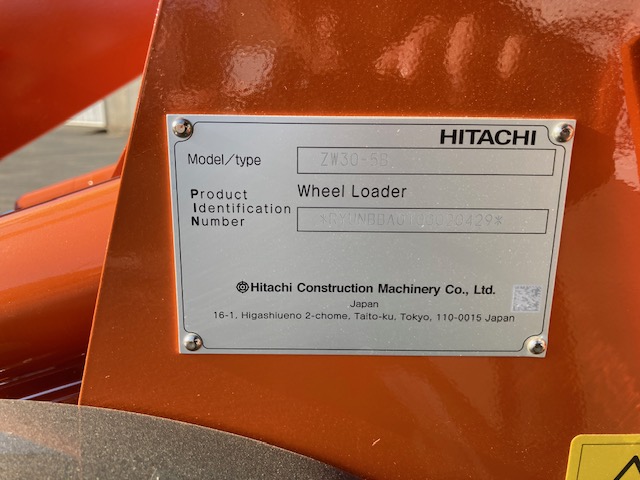 HITACHI
Model/type
ZW30-5B
Wheel Loader
Product
Identification
Number
Hitachi Construction Machinery Co., Ltd.
Japan
16-1, Higashiueno 2-chome, Taito-ku, Tokyo, 110-0015 Japan